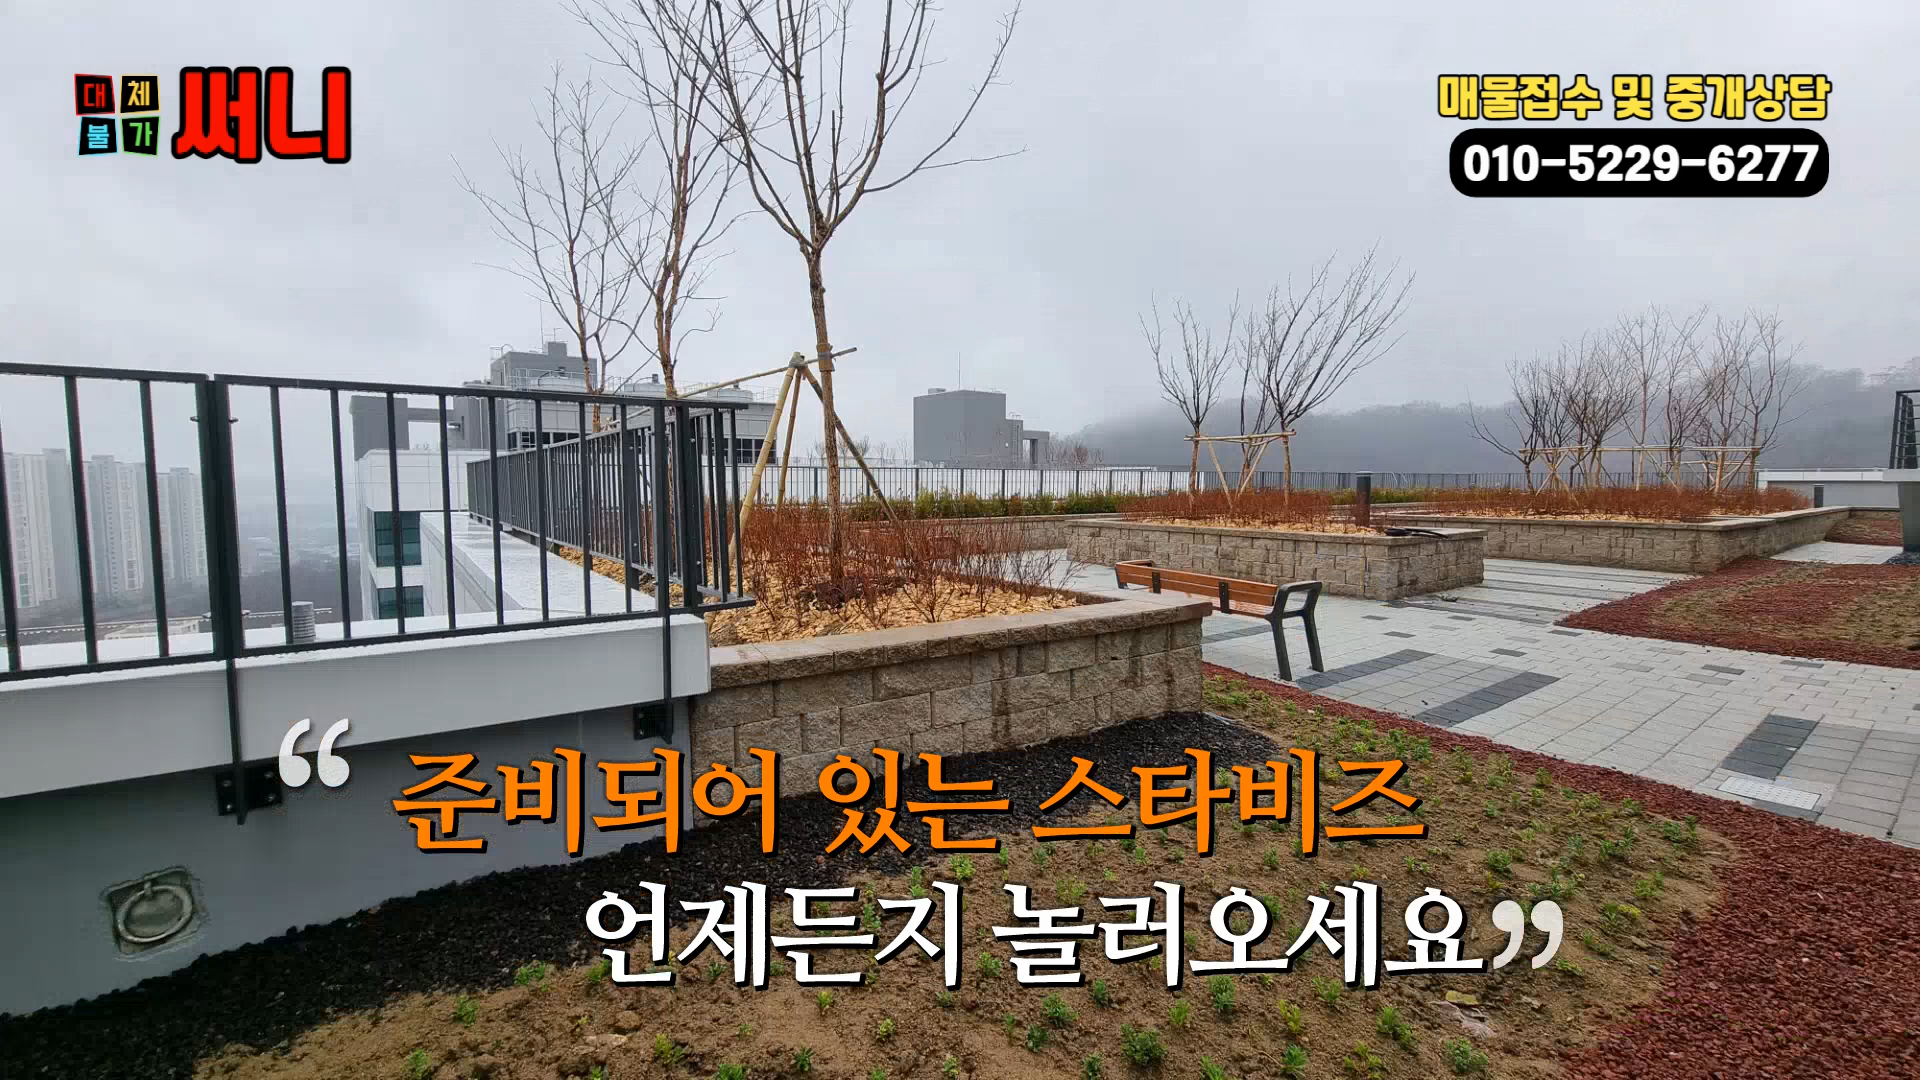 대체
불가
써니
매물접수 및 중개상담
010-5229-6277
“준비되어 있는 스타비즈
언제든지 놀러오세요”